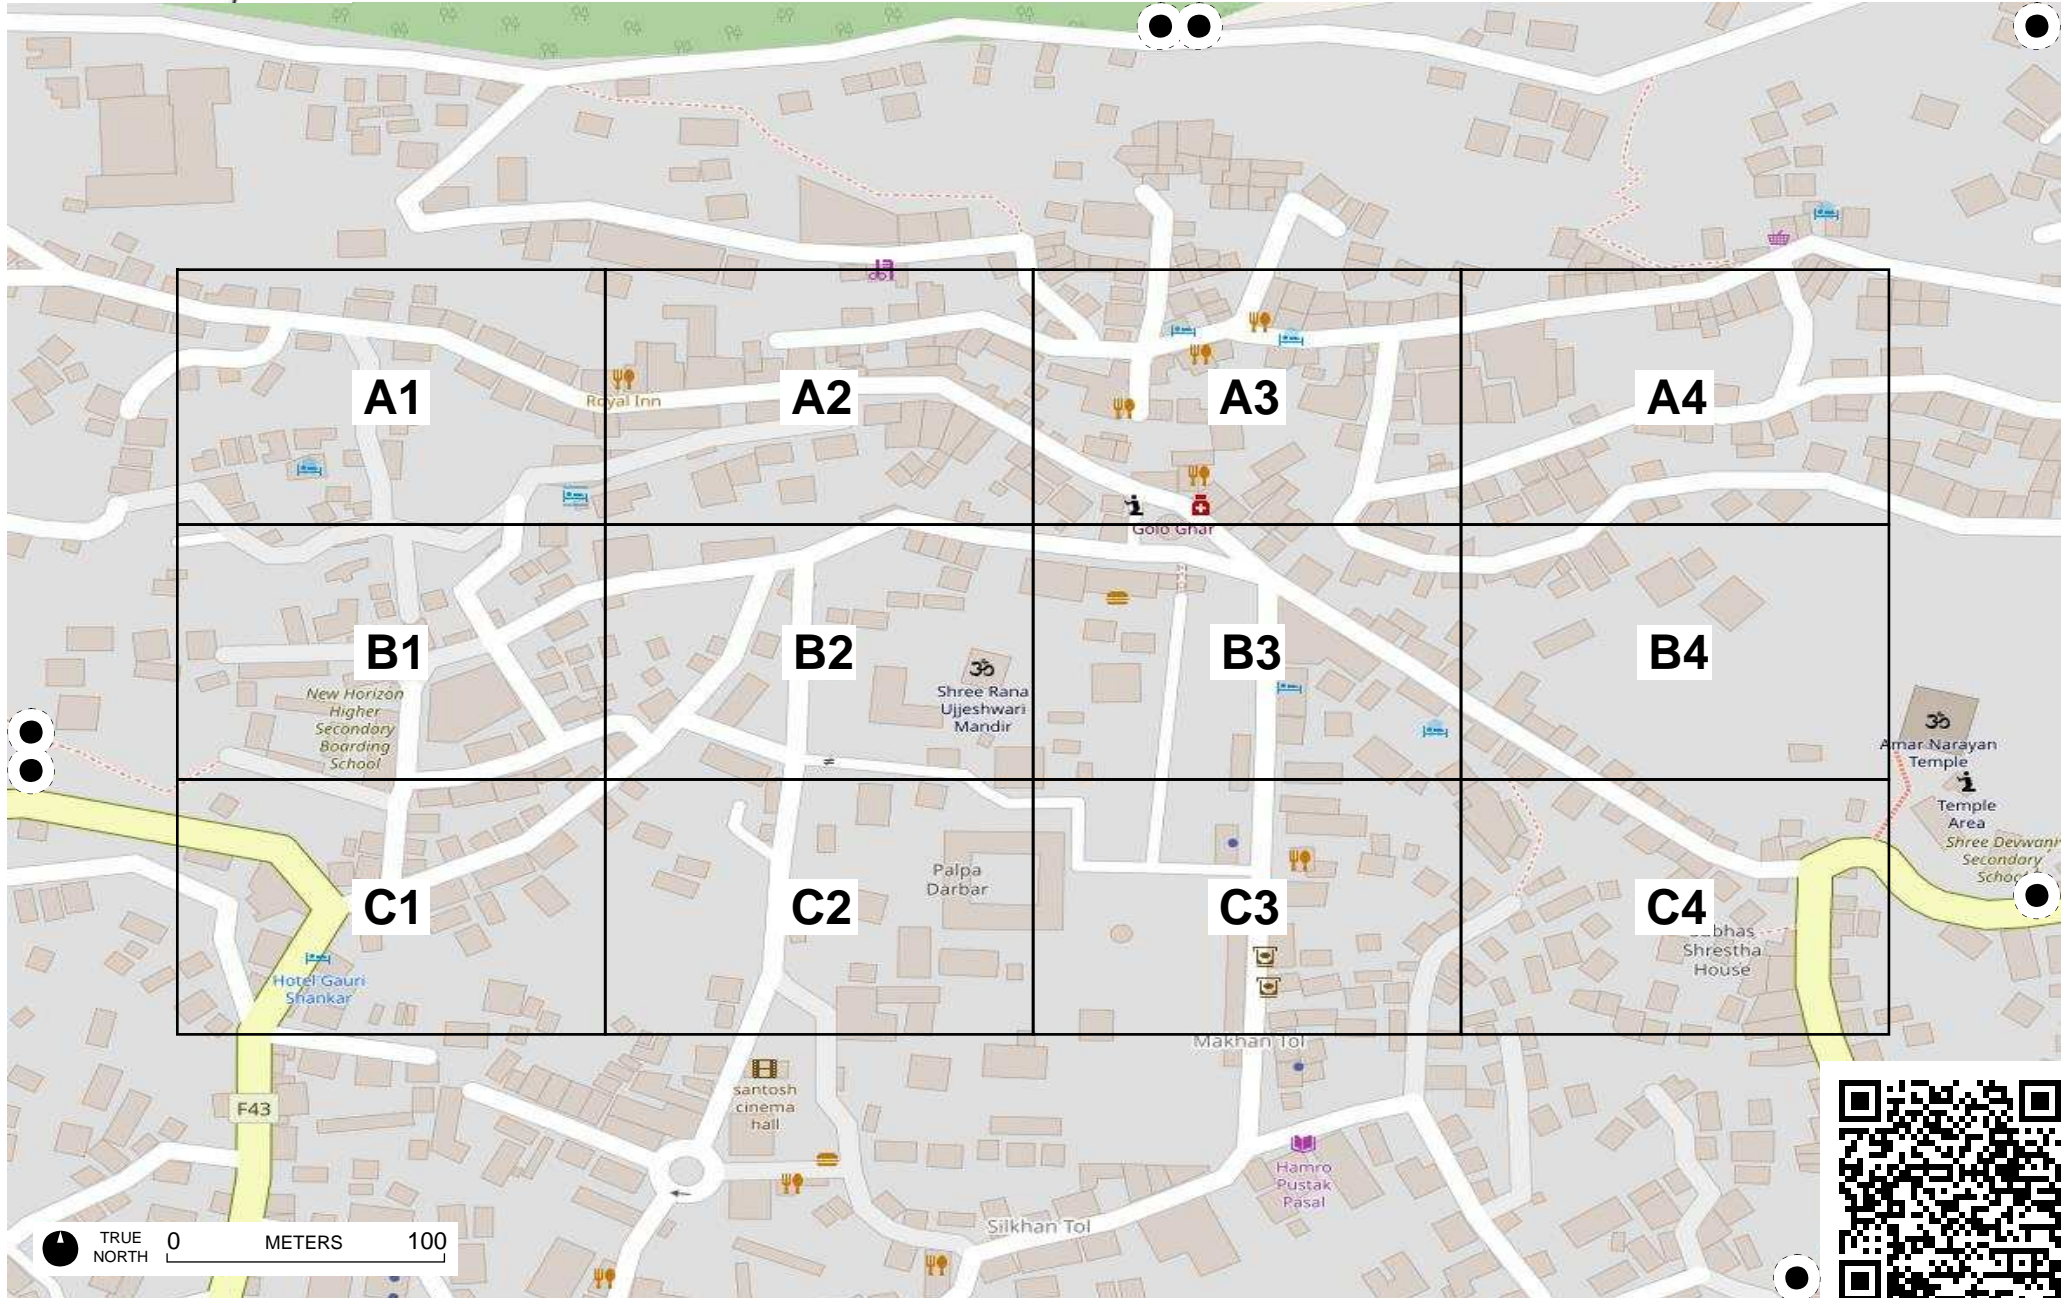 A1
A2
A3
A4
Royal Inn
Golo Ghar
B1
B2
B3
B4
New Horizon
Higher
Secondary
Boarding
School
Shree Rana
Ujjeshwari
Mandir
Amar Narayan
Temple
Temple
Area
Shree Devwani
Secondary
School
Palpa
Darbar
C1
C2
C3
C4
Shrestha
House
Hotel Gauri
Shankar
Makhan Tol
santosh
cinema
hall
F43
Hamro
Pustak
Pasal
Silkhan Tol
TRUE
NORTH
0 METERS 100